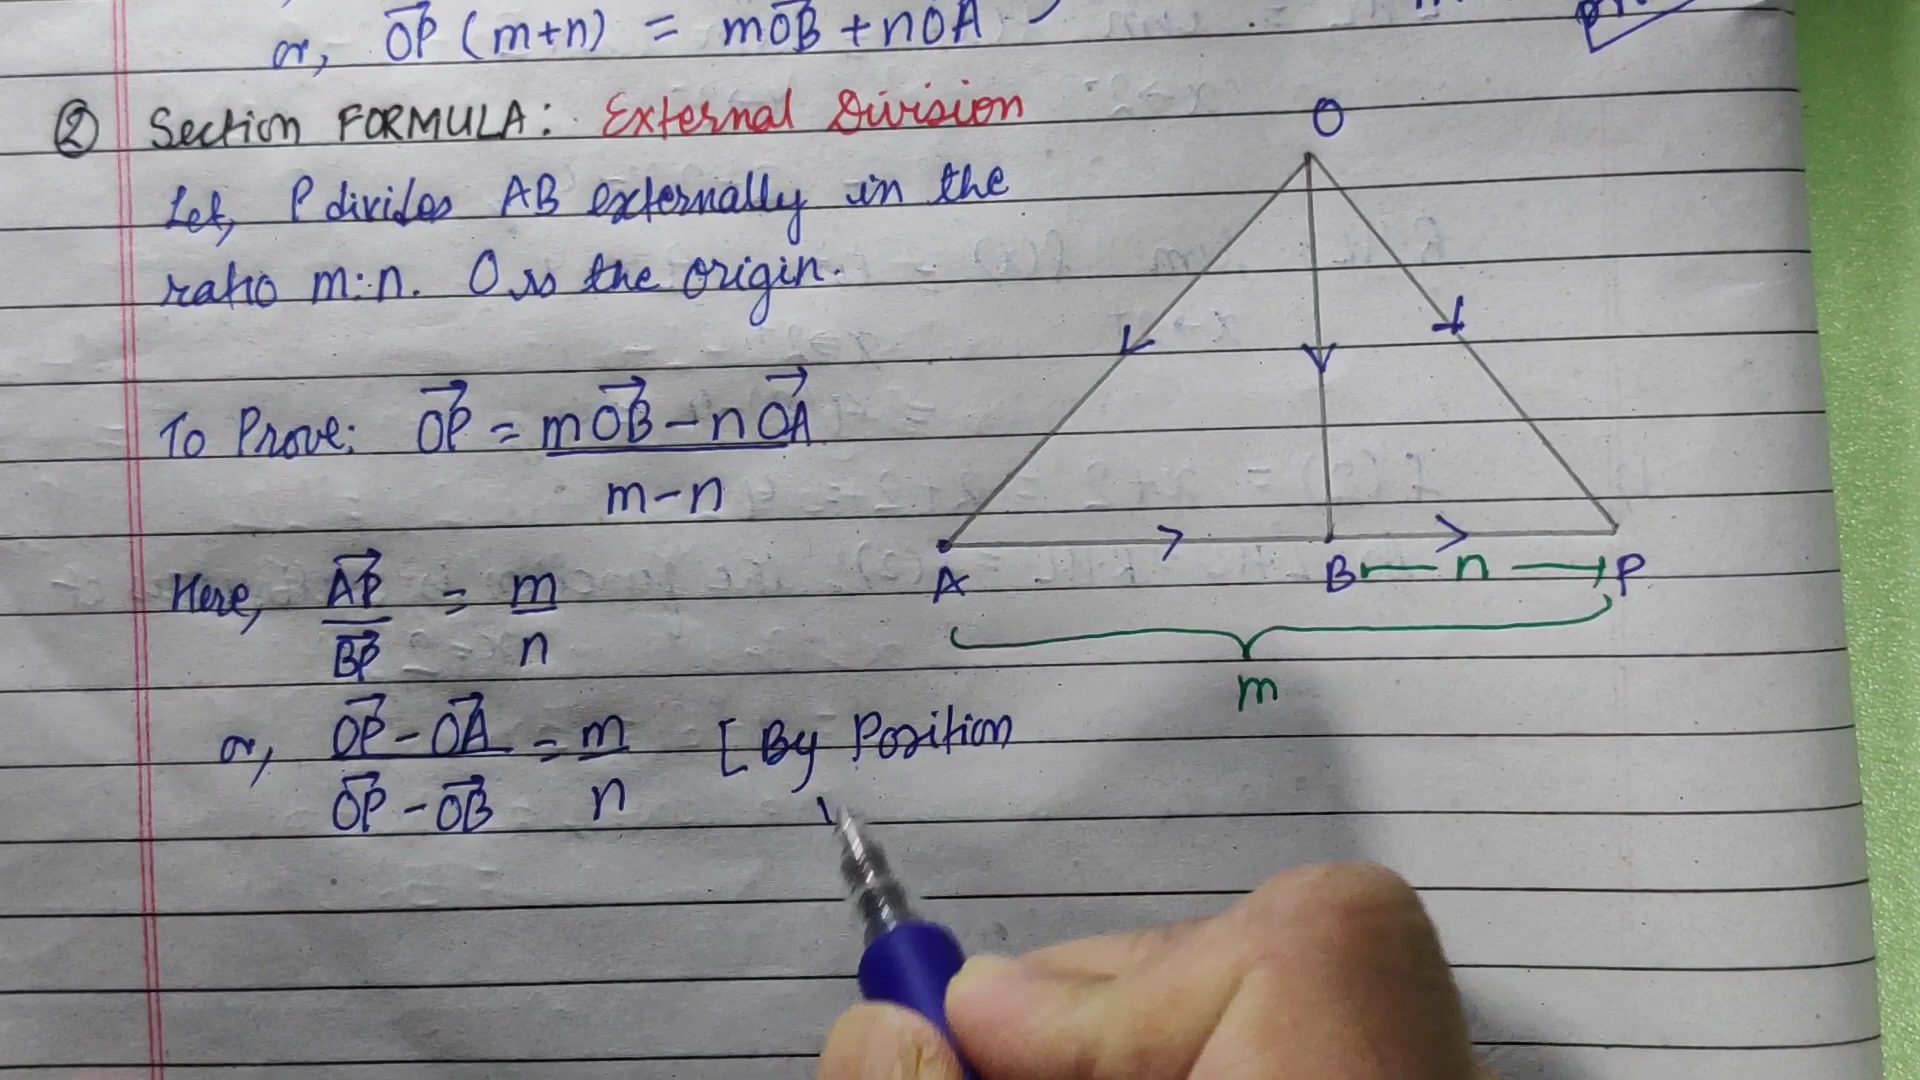 or, OP⃗ (m+n) = mOB⃗ + nOA
② Section FORMULA: External Division
Let, P divides AB externally in the
ratio m:n. O is the origin.
To Prove: OP⃗ = mOB⃗ - nOA⃗
m-n
Here, AP⃗ = m
BP⃗ n
or, OP⃗ - OA⃗ = m [By Position
OP⃗ - OB⃗ n
O
A B n P
m